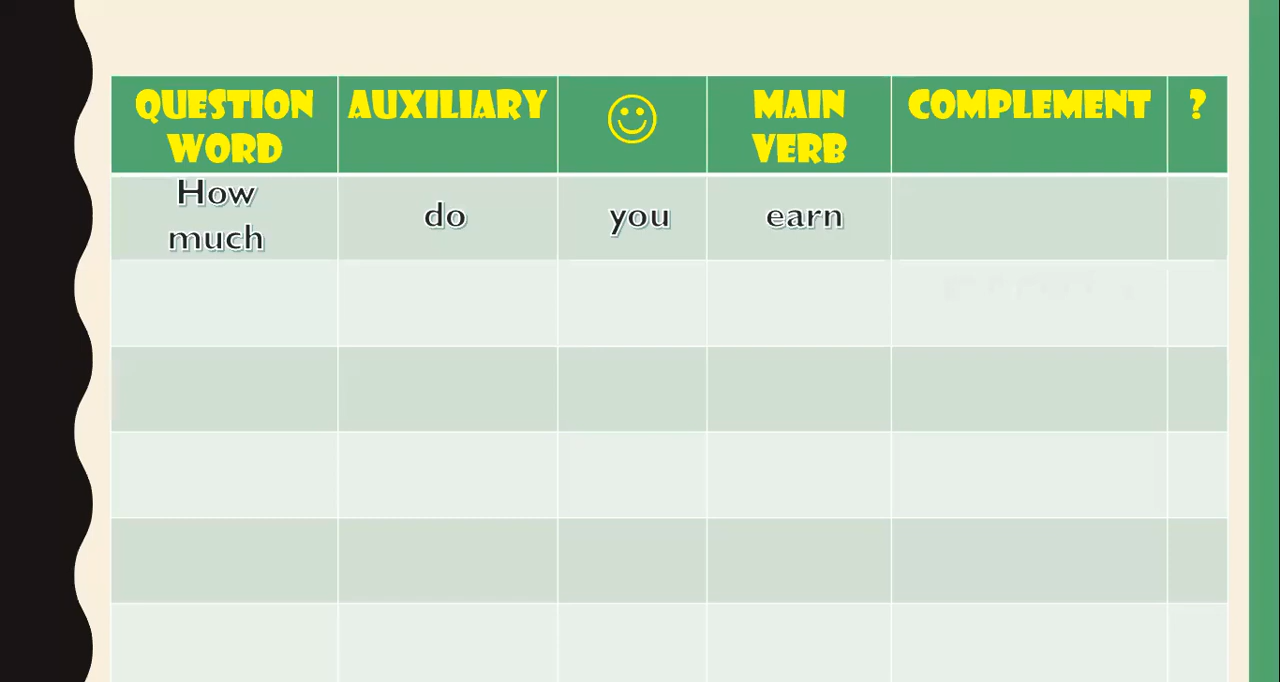 QUESTION WORD AUXILIARY ☺ MAIN VERB COMPLEMENT ?
How much do you earn